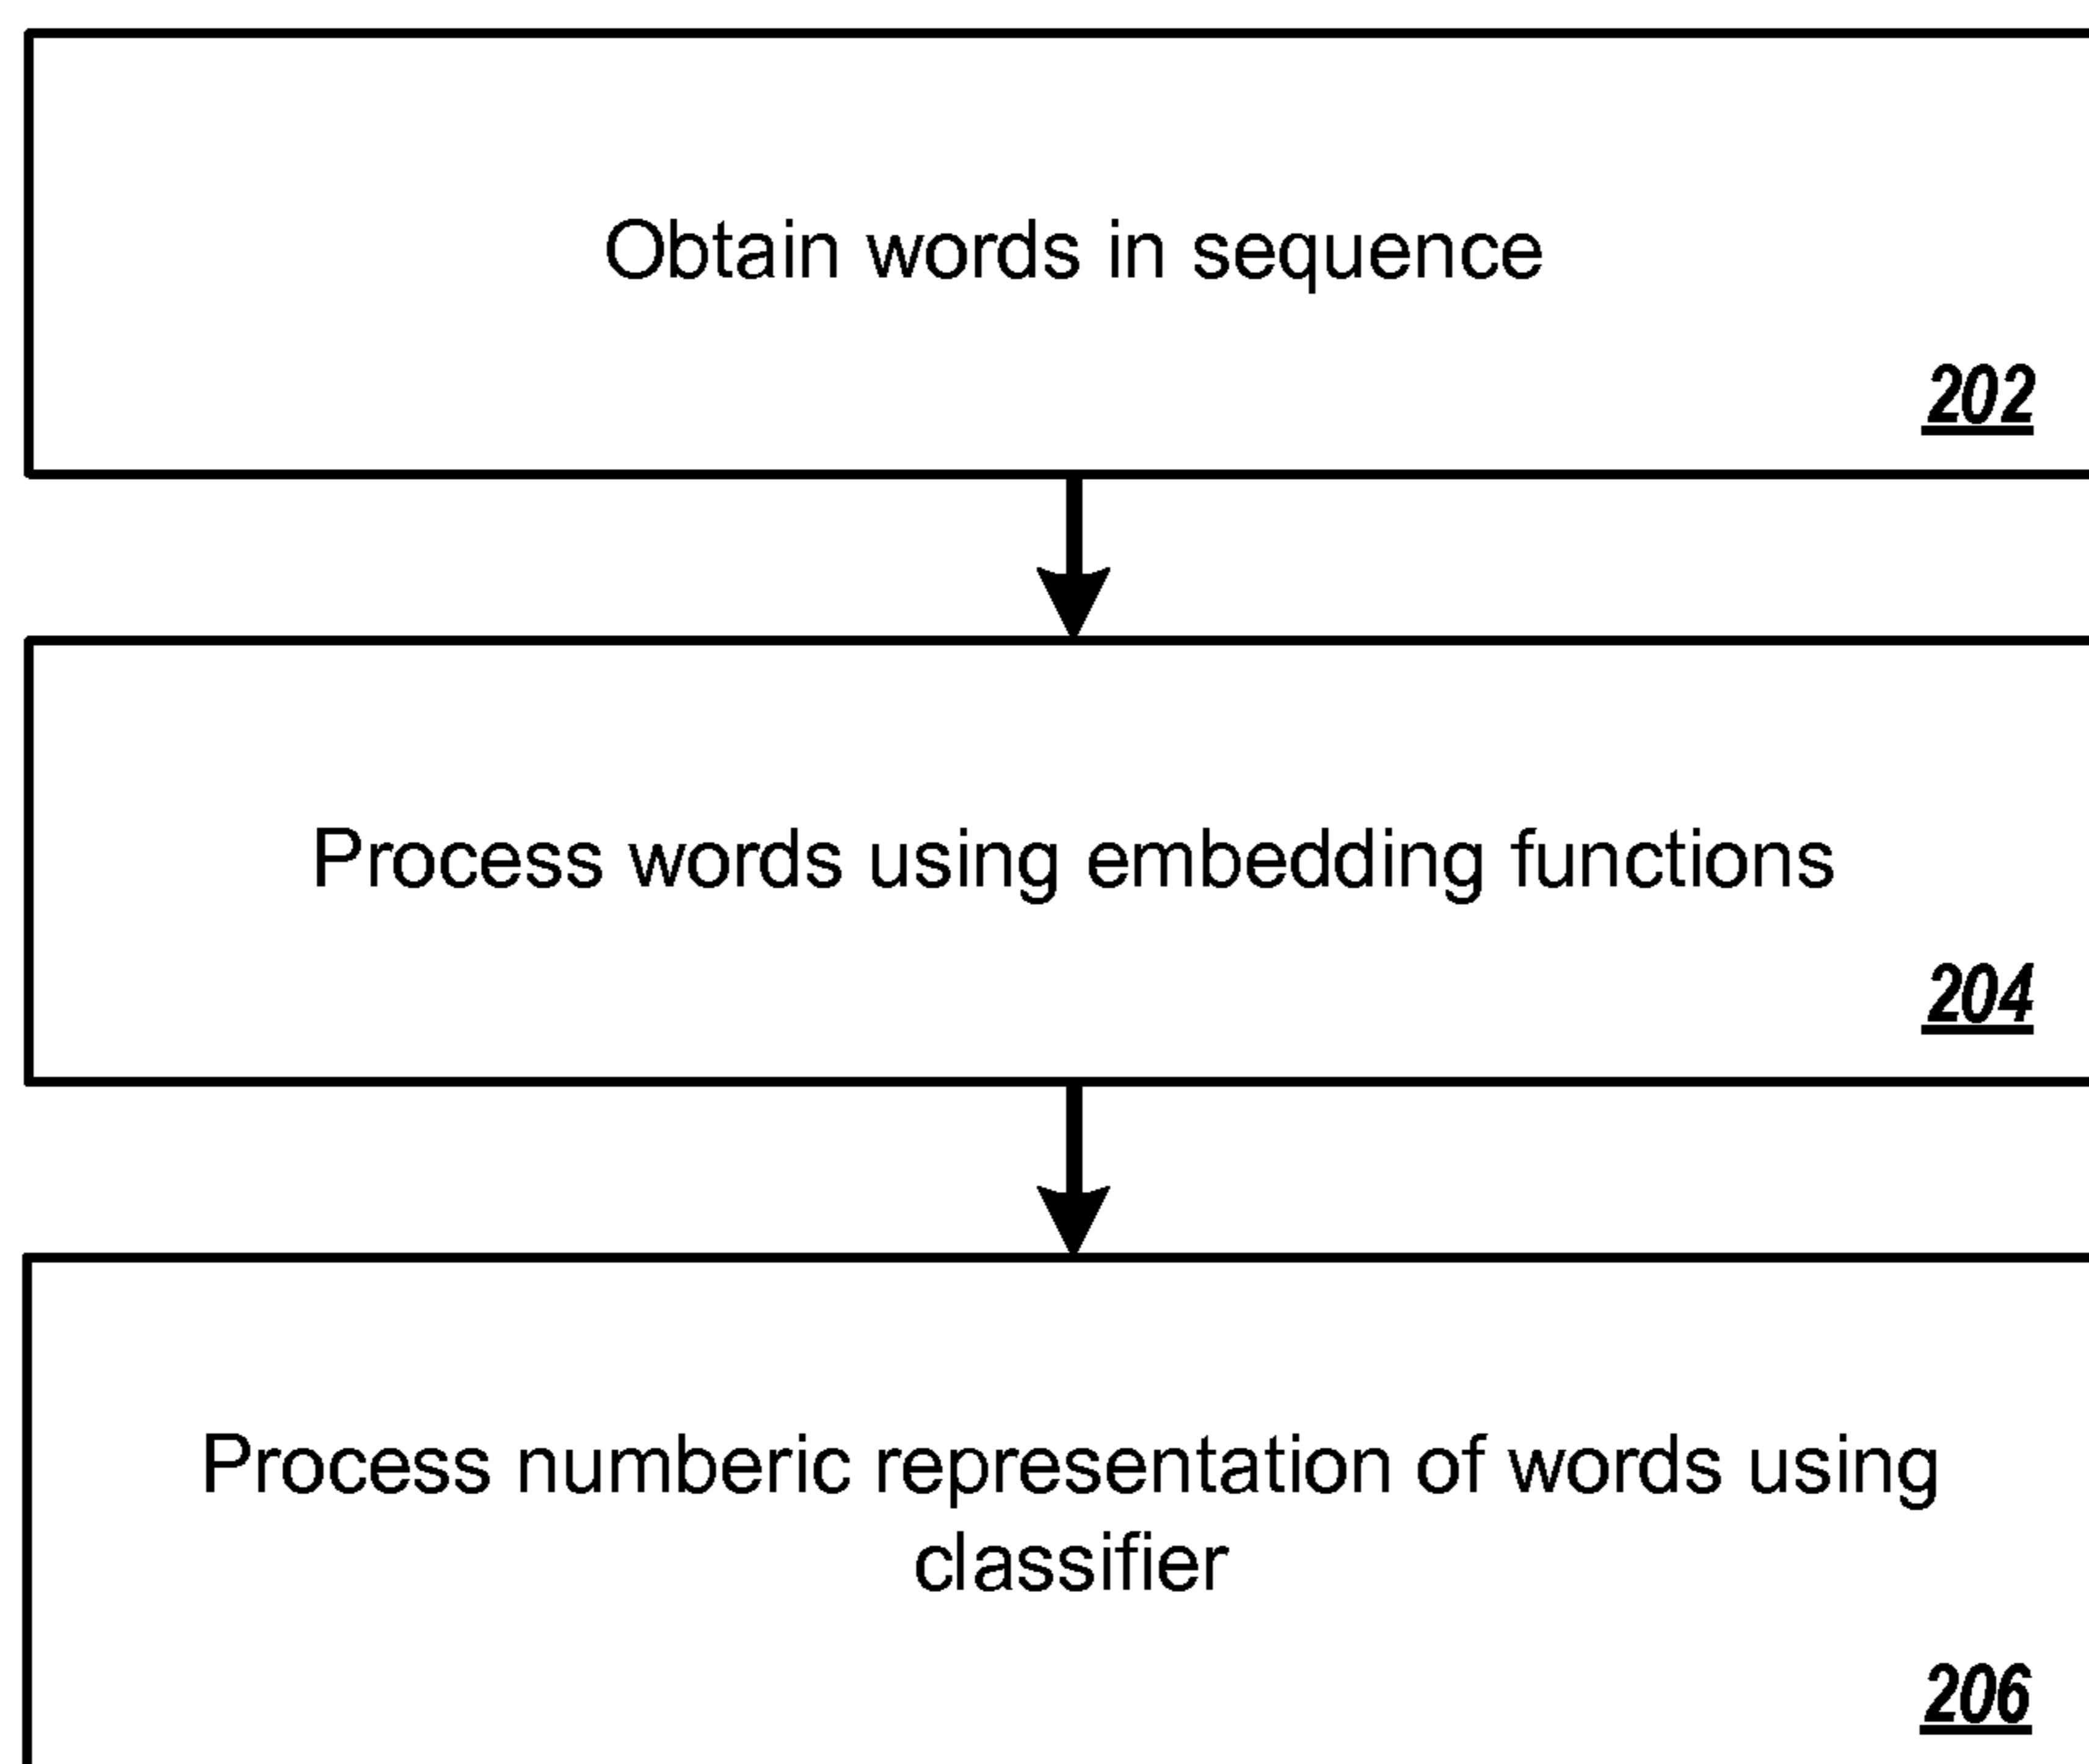 Obtain words in sequence
202
Process words using embedding functions
204
Process numberic representation of words using
classifier
206